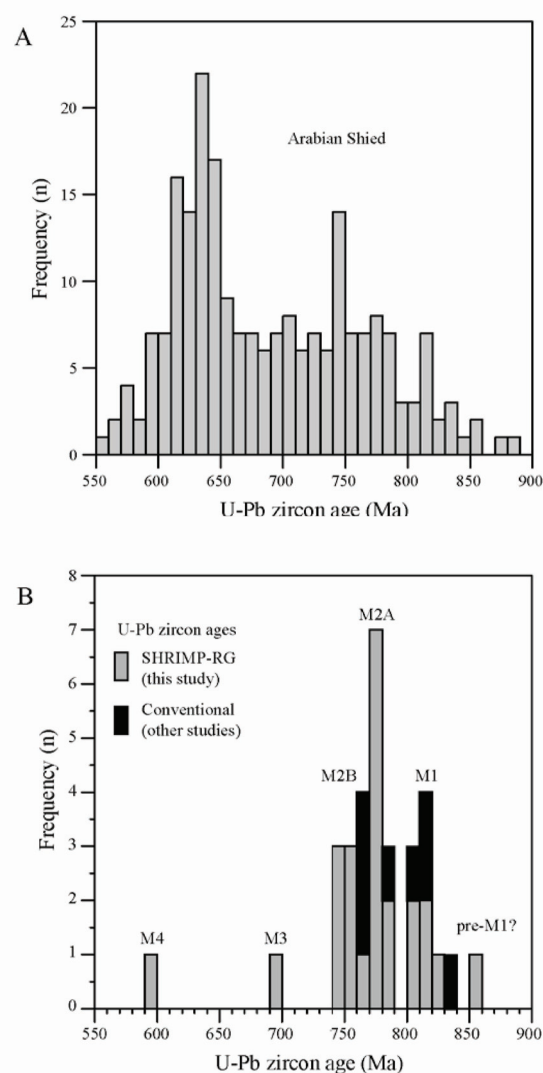 A
25
20
15
10
5
0
Frequency (n)
Arabian Shied
550 600 650 700 750 800 850 900
U-Pb zircon age (Ma)
B
8
7
6
5
4
3
2
1
0
Frequency (n)
U-Pb zircon ages
SHRIMP-RG
(this study)
Conventional
(other studies)
M2A
M2B
M1
pre-M1?
M4
M3
550 600 650 700 750 800 850 900
U-Pb zircon age (Ma)